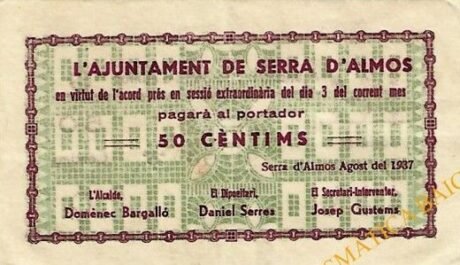 L'AJUNTAMENT DE SERRA D'ALMOS
en virtut de l'acord près en sessió extraordinària del dia 3 del corrent mes
pagarà al portador
50 CÈNTIMS
Serra d'Almos Agost del 1937
L'Alcalde, El Dipositari, El Secretari-Interventor,
Domènec Bargalló Daniel Serres Josep Gustems